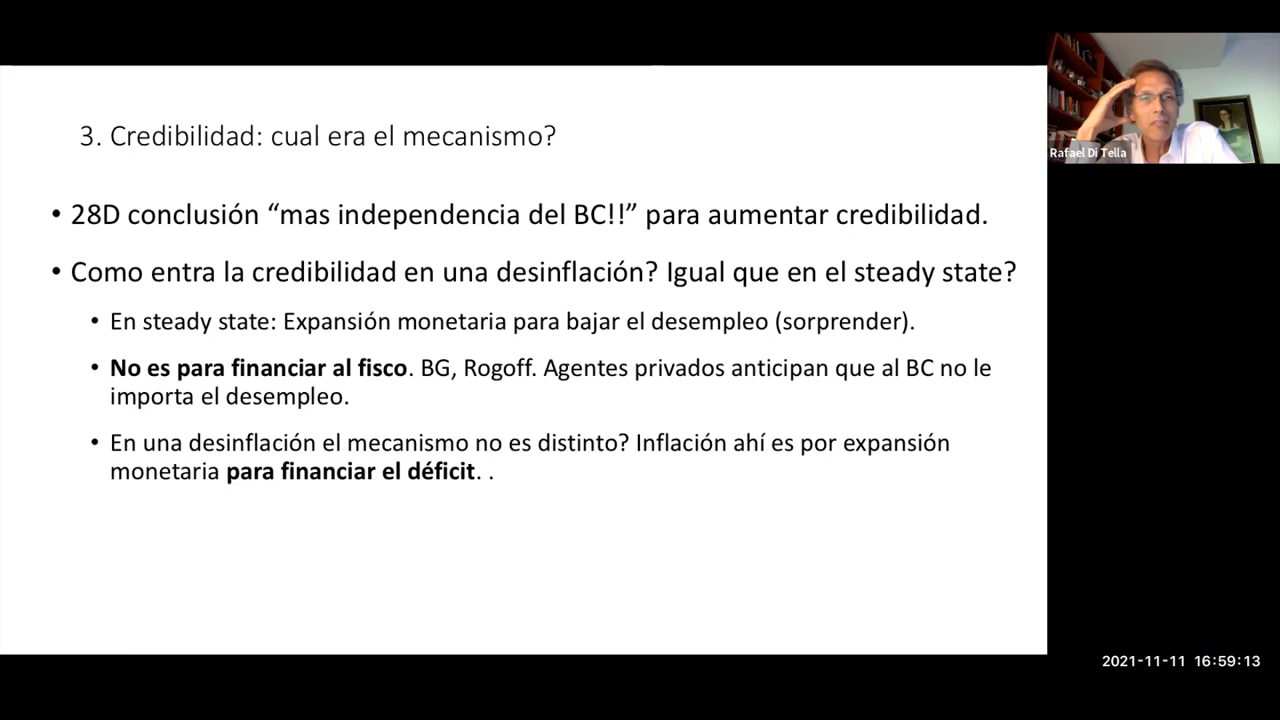 3. Credibilidad: cual era el mecanismo?
• 28D conclusión “mas independencia del BC!!” para aumentar credibilidad.
• Como entra la credibilidad en una desinflación? Igual que en el steady state?
• En steady state: Expansión monetaria para bajar el desempleo (sorprender).
• No es para financiar al fisco. BG, Rogoff. Agentes privados anticipan que al BC no le
importa el desempleo.
• En una desinflación el mecanismo no es distinto? Inflación ahí es por expansión
monetaria para financiar el déficit. .
Rafael Di Tella
2021-11-11 16:59:13